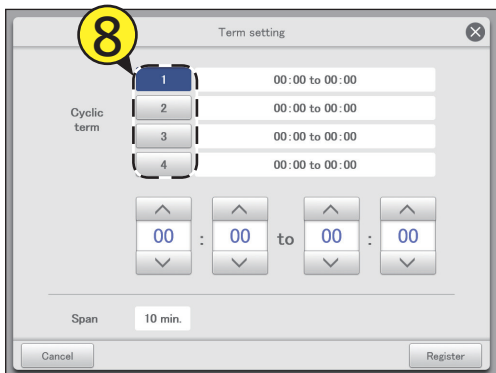 8
Term setting
Cyclic term
1 00:00 to 00:00
2 00:00 to 00:00
3 00:00 to 00:00
4 00:00 to 00:00
00 : 00 to 00 : 00
Span 10 min.
Cancel Register